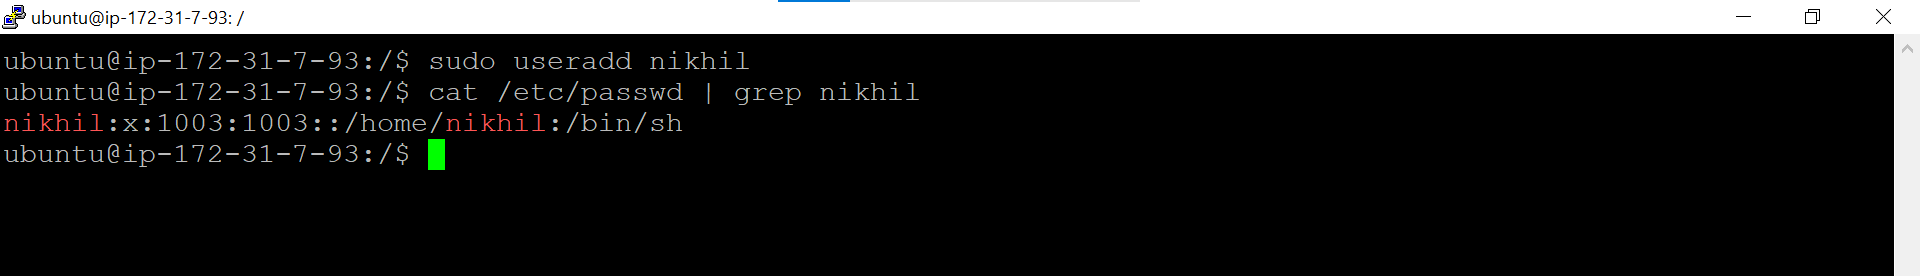 ubuntu@ip-172-31-7-93: /
ubuntu@ip-172-31-7-93:/$ sudo useradd nikhil
ubuntu@ip-172-31-7-93:/$ cat /etc/passwd | grep nikhil
nikhil:x:1003:1003::/home/nikhil:/bin/sh
ubuntu@ip-172-31-7-93:/$